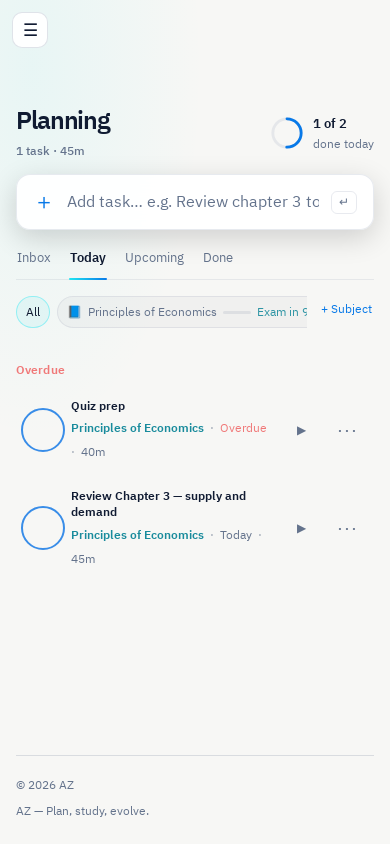 ☰
Planning
1 task · 45m
1 of 2
done today
+ Add task… e.g. Review chapter 3 to ↵
Inbox Today Upcoming Done
All 📘 Principles of Economics Exam in 9 + Subject
Overdue
Quiz prep
Principles of Economics · Overdue
· 40m
▶ ···
Review Chapter 3 — supply and
demand
Principles of Economics · Today ·
45m
▶ ···
© 2026 AZ
AZ — Plan, study, evolve.